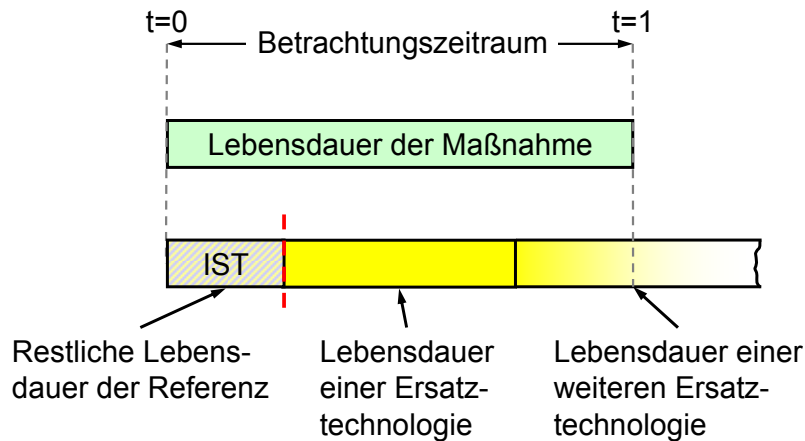 t=0
t=1
Betrachtungszeitraum
Lebensdauer der Maßnahme
IST
Restliche Lebens-
dauer der Referenz
Lebensdauer
einer Ersatz-
technologie
Lebensdauer einer
weiteren Ersatz-
technologie